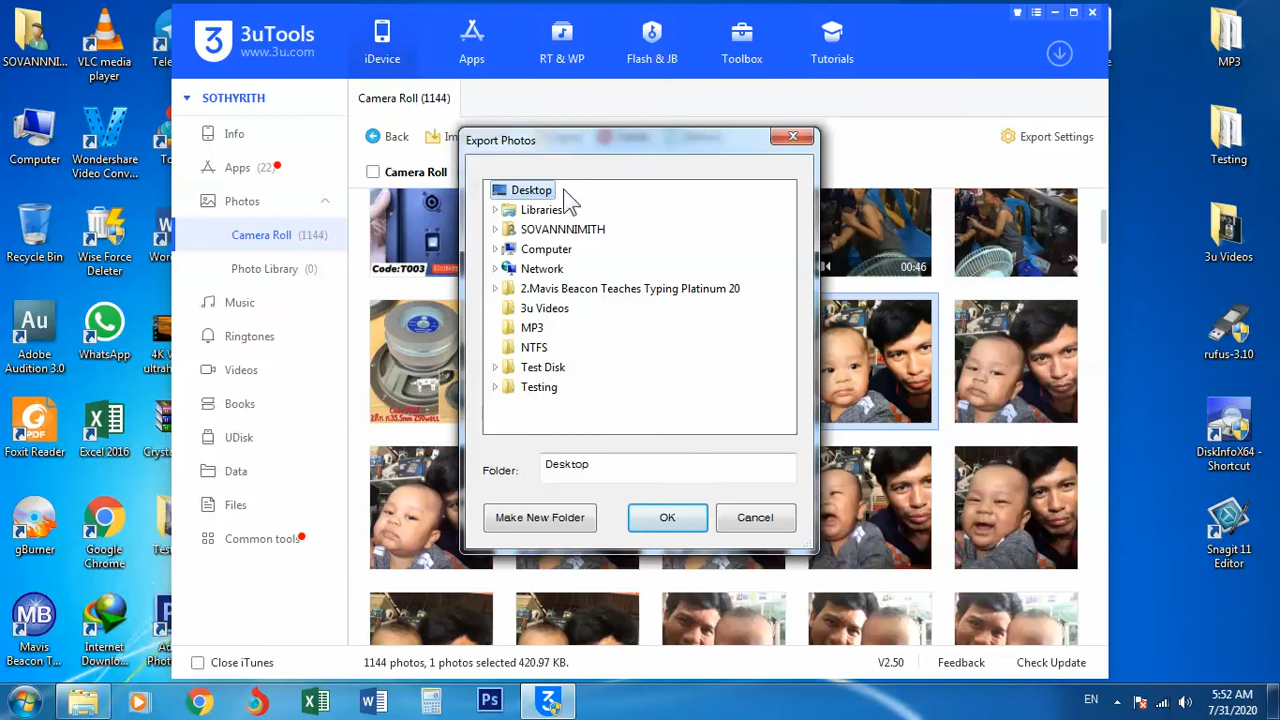 SOVANNNI...
VLC media
player
Tele
Computer
Wondershare
Video Conv...
Recycle Bin
Wise Force
Deleter
Adobe
Audition 3.0
WhatsApp
Foxit Reader
Excel 2016
gBurner
Google
Chrome
Mavis
Beacon T...
Internet
Downlo...
3uTools
www.3u.com
iDevice
Apps
RT & WP
Flash & JB
Toolbox
Tutorials
SOTHYRITH
Info
Apps (22)
Photos
Camera Roll (1144)
Photo Library (0)
Music
Ringtones
Videos
Books
UDisk
Data
Files
Common tools
Close iTunes
Camera Roll (1144)
Back
Export Settings
Camera Roll
Code:T003
00:46
Export Photos
Desktop
Libraries
SOVANNNIMITH
Computer
Network
2.Mavis Beacon Teaches Typing Platinum 20
3u Videos
MP3
NTFS
Test Disk
Testing
Folder:
Desktop
Make New Folder
OK
Cancel
1144 photos, 1 photos selected 420.97 KB.
V2.50
Feedback
Check Update
MP3
Testing
3u Videos
rufus-3.10
DiskInfoX64 -
Shortcut
Snagit 11
Editor
EN
5:52 AM
7/31/2020